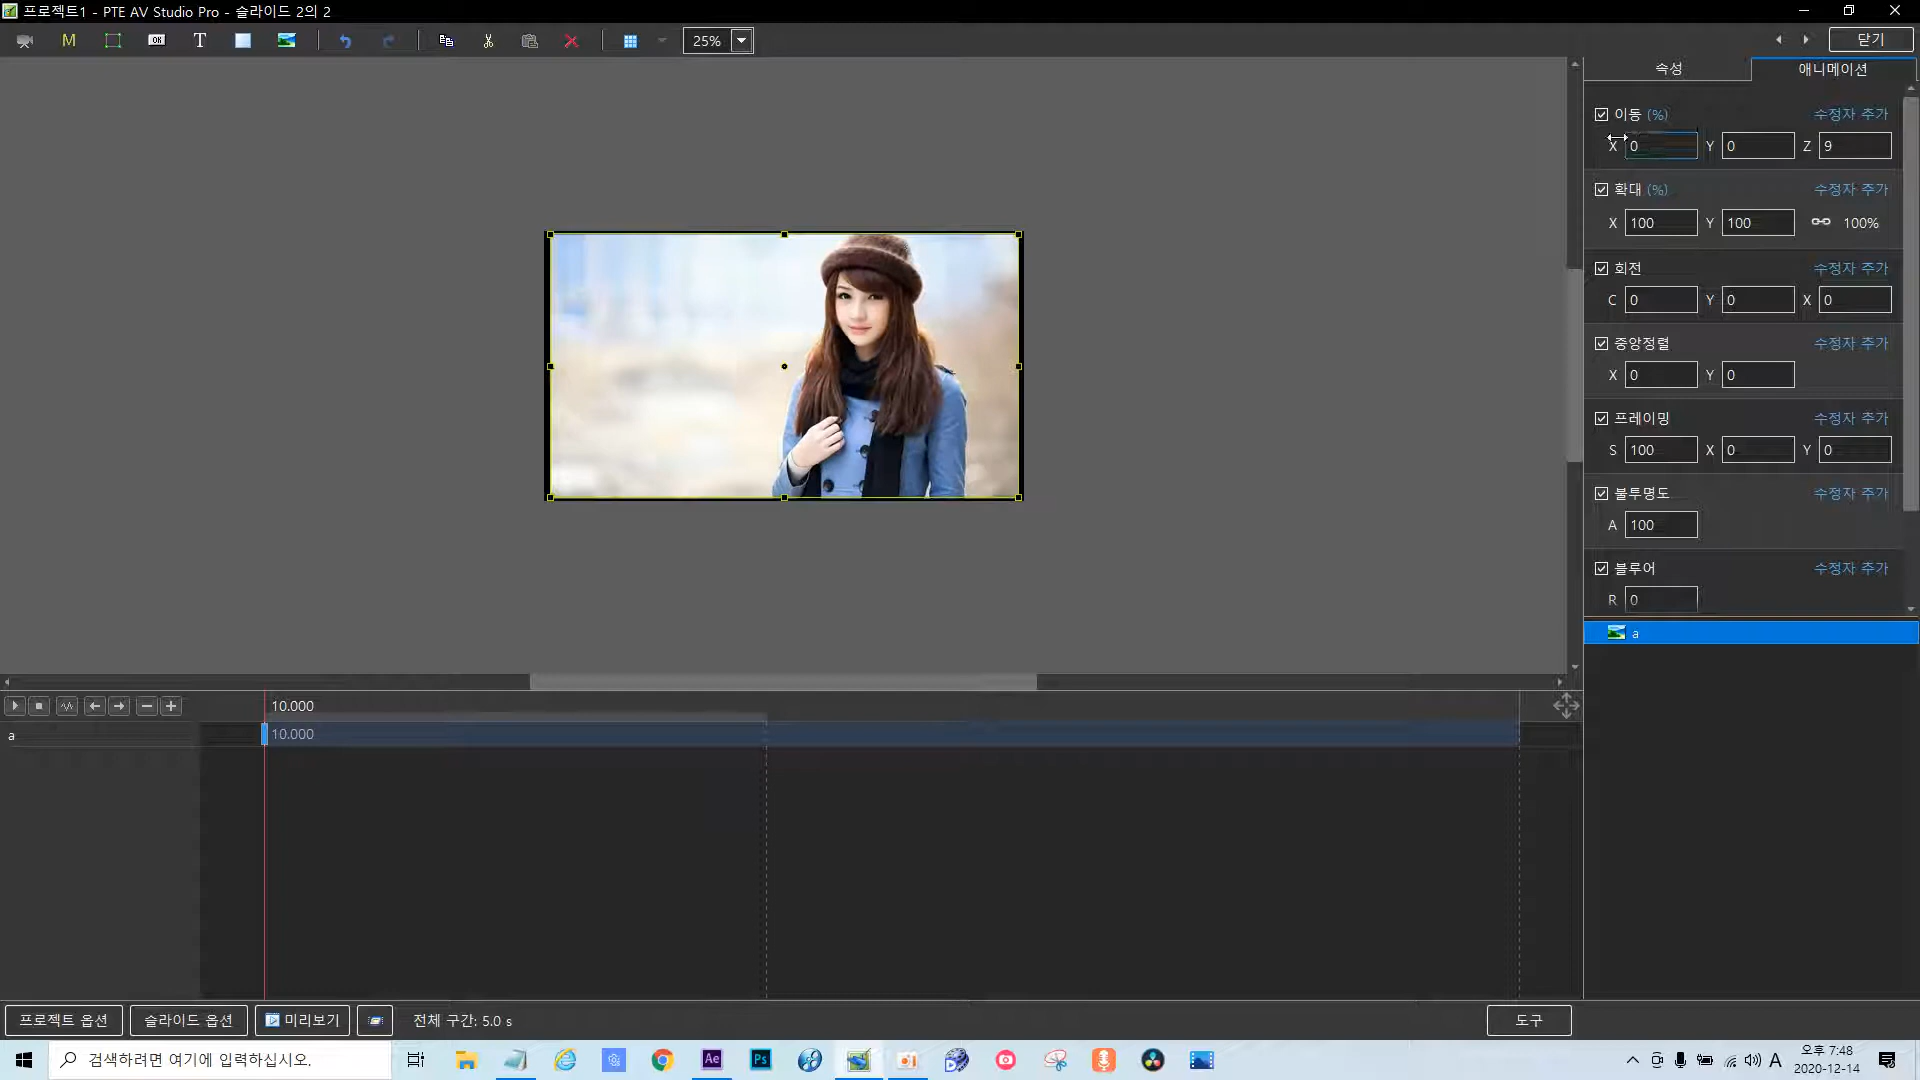 프로젝트1 - PTE AV Studio Pro - 슬라이드 2의 2
M
OK
T
25%
닫기
속성
애니메이션
이동 (%)
수정자 추가
X 0 Y 0 Z 9
확대 (%)
수정자 추가
X 100 Y 100 100%
회전
수정자 추가
C 0 Y 0 X 0
중앙정렬
수정자 추가
X 0 Y 0
프레이밍
수정자 추가
S 100 X 0 Y 0
불투명도
수정자 추가
A 100
블루어
수정자 추가
R 0
a
10.000
a
10.000
프로젝트 옵션
슬라이드 옵션
미리보기
전체 구간: 5.0 s
도구
검색하려면 여기에 입력하십시오.
Ae
Ps
A
오후 7:48
2020-12-14